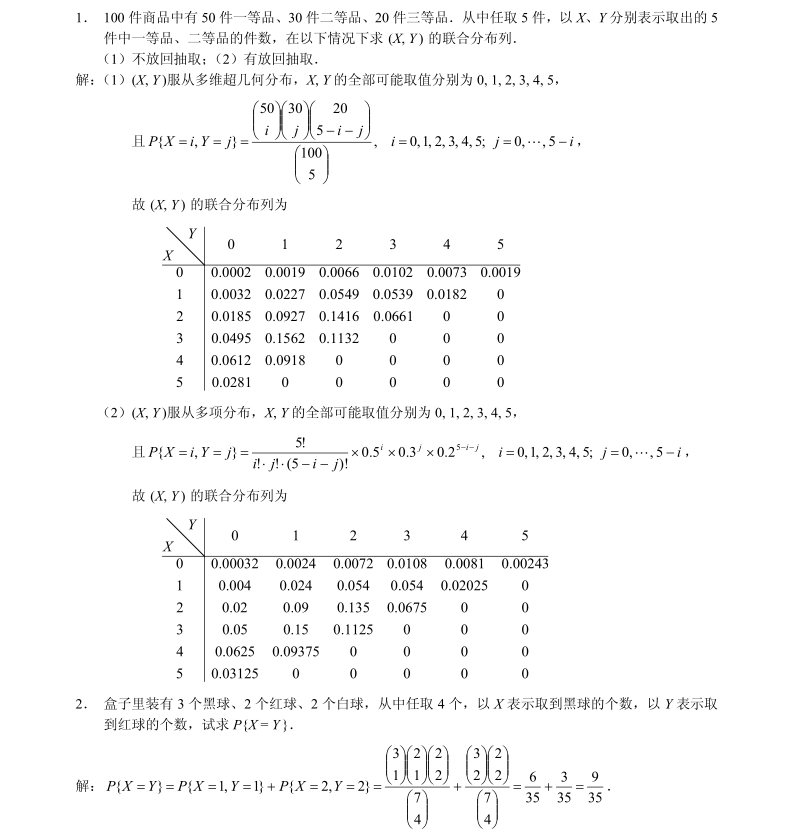 1． 100 件商品中有 50 件一等品、30 件二等品、20 件三等品．从中任取 5 件，以 X、Y 分别表示取出的 5
件中一等品、二等品的件数，在以下情况下求 (X, Y ) 的联合分布列．
（1）不放回抽取；（2）有放回抽取．
解：（1）(X, Y )服从多维超几何分布，X, Y 的全部可能取值分别为 0, 1, 2, 3, 4, 5，
且 P{X = i, Y = j} = \frac{\binom{50}{i}\binom{30}{j}\binom{20}{5-i-j}}{\binom{100}{5}}, i = 0, 1, 2, 3, 4, 5; j = 0, ⋯, 5 − i，
故 (X, Y ) 的联合分布列为
Y
X
0 1 2 3 4 5
0 0.0002 0.0019 0.0066 0.0102 0.0073 0.0019
1 0.0032 0.0227 0.0549 0.0539 0.0182 0
2 0.0185 0.0927 0.1416 0.0661 0 0
3 0.0495 0.1562 0.1132 0 0 0
4 0.0612 0.0918 0 0 0 0
5 0.0281 0 0 0 0 0
（2）(X, Y )服从多项分布，X, Y 的全部可能取值分别为 0, 1, 2, 3, 4, 5，
且 P{X = i, Y = j} = \frac{5!}{i!· j!· (5 − i − j)!} × 0.5^{i} × 0.3^{j} × 0.2^{5−i−j}, i = 0, 1, 2, 3, 4, 5; j = 0, ⋯, 5 − i，
故 (X, Y ) 的联合分布列为
Y
X
0 1 2 3 4 5
0 0.00032 0.0024 0.0072 0.0108 0.0081 0.00243
1 0.004 0.024 0.054 0.054 0.02025 0
2 0.02 0.09 0.135 0.0675 0 0
3 0.05 0.15 0.1125 0 0 0
4 0.0625 0.09375 0 0 0 0
5 0.03125 0 0 0 0 0
2． 盒子里装有 3 个黑球、2 个红球、2 个白球，从中任取 4 个，以 X 表示取到黑球的个数，以 Y 表示取
到红球的个数，试求 P{X = Y }．
解：P{X = Y} = P{X = 1, Y = 1} + P{X = 2, Y = 2} = \frac{\binom{3}{1}\binom{2}{1}\binom{2}{2}}{\binom{7}{4}} + \frac{\binom{3}{2}\binom{2}{2}}{\binom{7}{4}} = \frac{6}{35} + \frac{3}{35} = \frac{9}{35}．